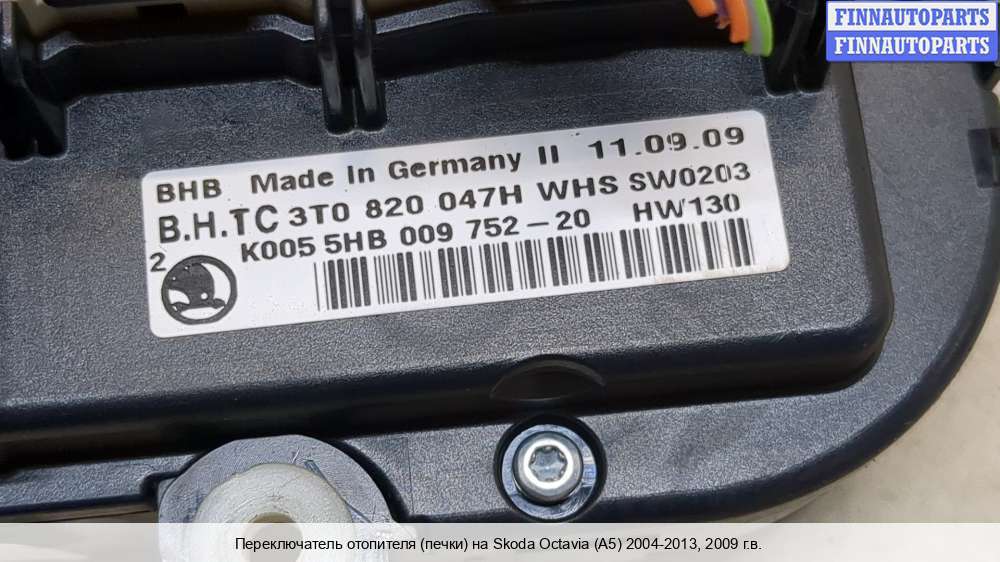 FINNAUTOPARTS
FINNAUTOPARTS
BHB Made In Germany II 11.09.09
B.H.TC 3T0 820 047H WHS SW0203
K005 5HB 009 752-20 HW130
2
Переключатель отопителя (печки) на Skoda Octavia (A5) 2004-2013, 2009 г.в.